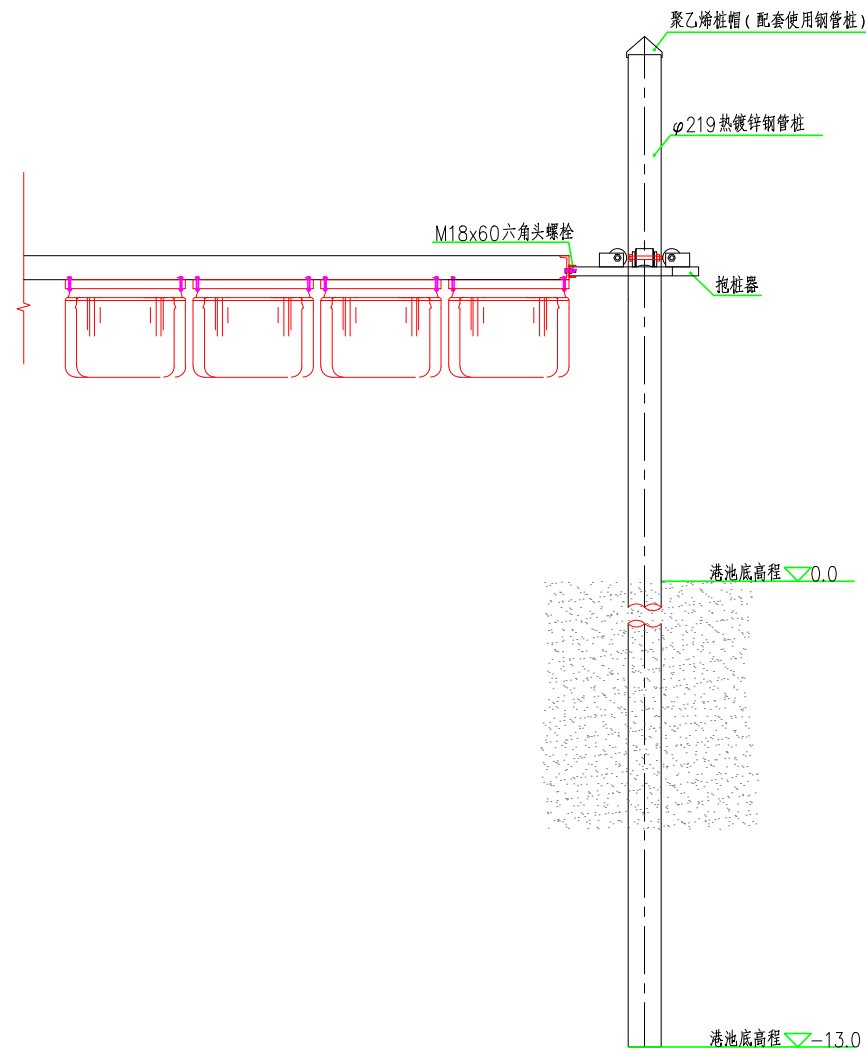 聚乙烯桩帽(配套使用钢管桩)
φ219热镀锌钢管桩
M18x60六角头螺栓
抱桩器
港池底高程 0.0
港池底高程 -13.0